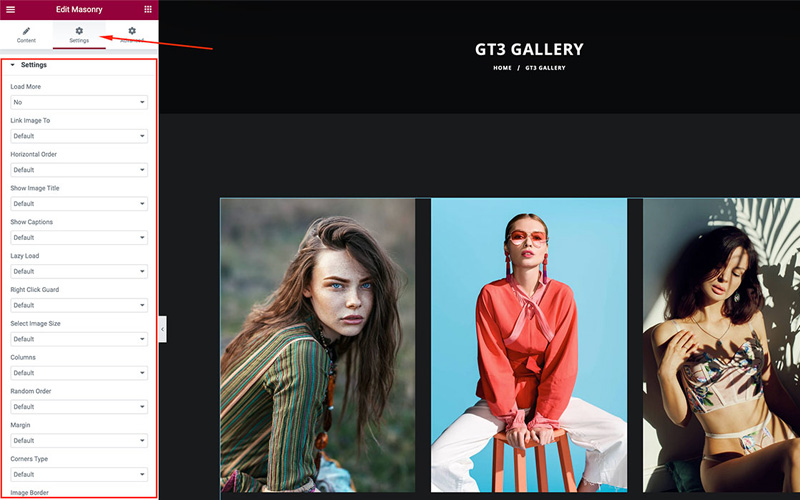 Edit Masonry
Content
Settings
Advanced
Settings
Load More
No
Link Image To
Default
Horizontal Order
Default
Show Image Title
Default
Show Captions
Default
Lazy Load
Default
Right Click Guard
Default
Select Image Size
Default
Columns
Default
Random Order
Default
Margin
Default
Corners Type
Default
Image Border
GT3 GALLERY
HOME / GT3 GALLERY